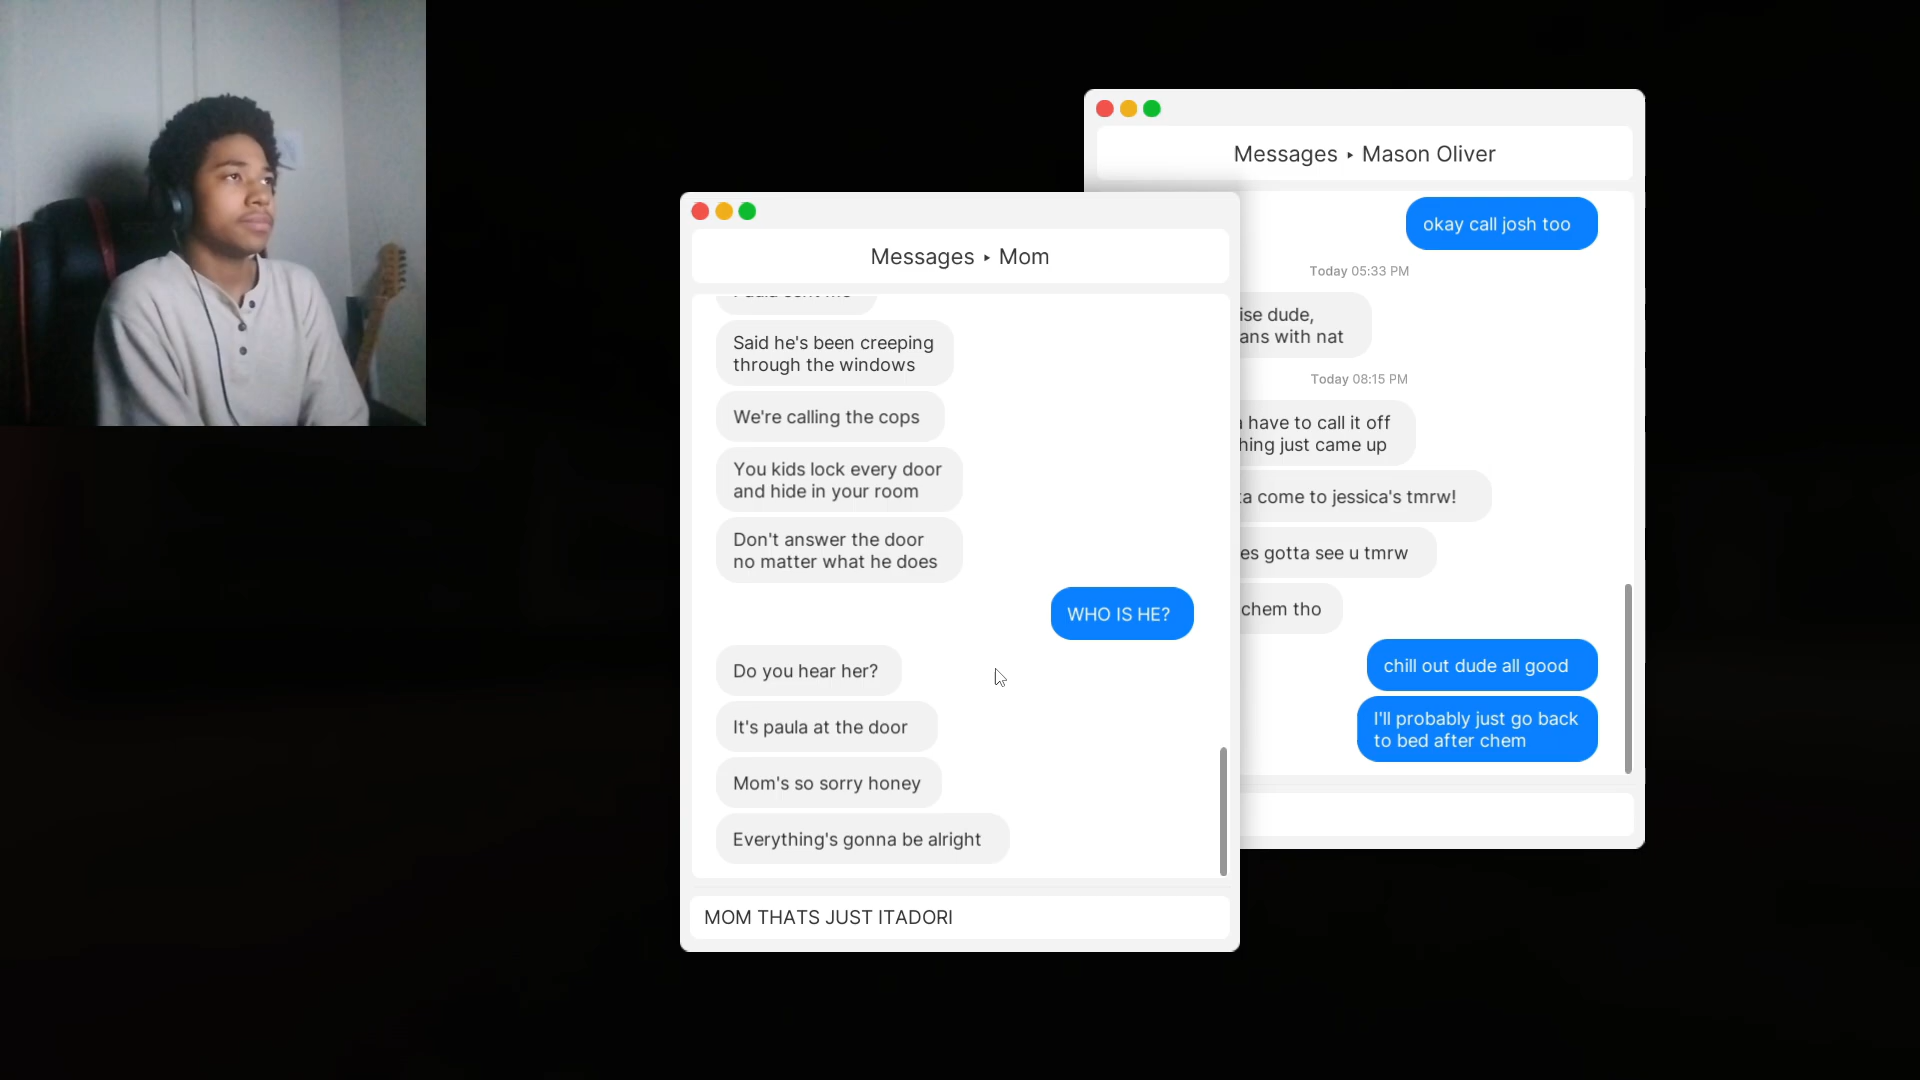 Messages ‣ Mom
Said he's been creeping
through the windows
We're calling the cops
You kids lock every door
and hide in your room
Don't answer the door
no matter what he does
WHO IS HE?
Do you hear her?
It's paula at the door
Mom's so sorry honey
Everything's gonna be alright
MOM THATS JUST ITADORI
Messages ‣ Mason Oliver
okay call josh too
Today 05:33 PM
dude,
with nat
Today 08:15 PM
have to call it off
just came up
come to jessica's tmrw!
gotta see u tmrw
chem tho
chill out dude all good
I'll probably just go back
to bed after chem